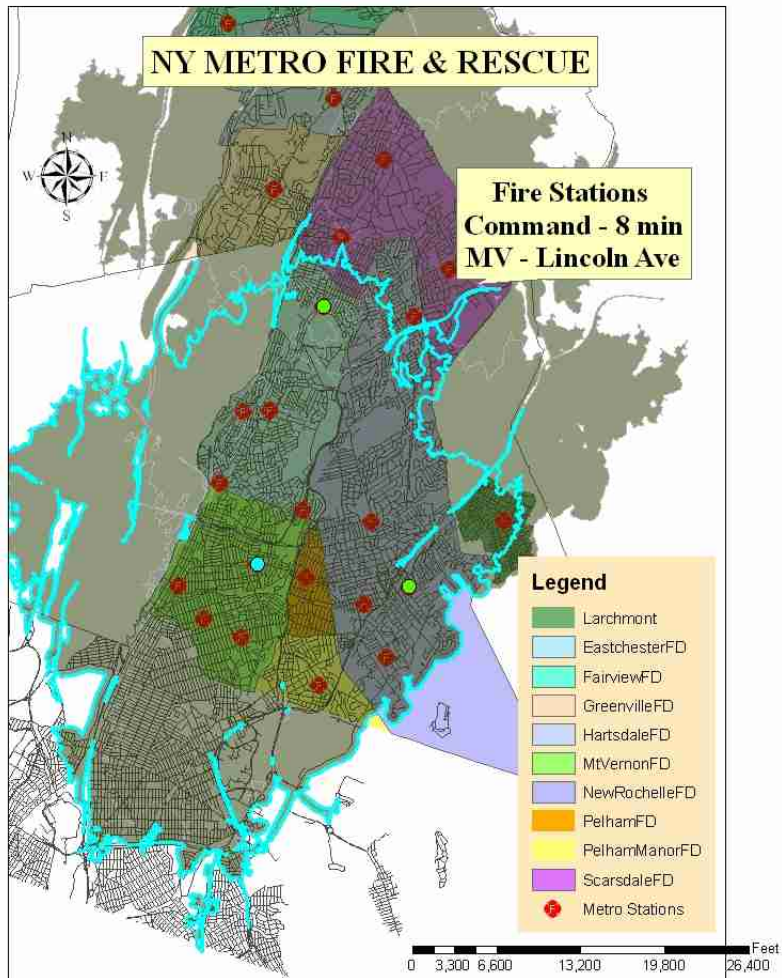 NY METRO FIRE & RESCUE
N
W E
S
Fire Stations
Command - 8 min
MV - Lincoln Ave
Legend
Larchmont
EastchesterFD
FairviewFD
GreenvilleFD
HartsdaleFD
MtVernonFD
NewRochelleFD
PelhamFD
PelhamManorFD
ScarsdaleFD
F Metro Stations
Feet
0 3,300 6,600 13,200 19,800 26,400